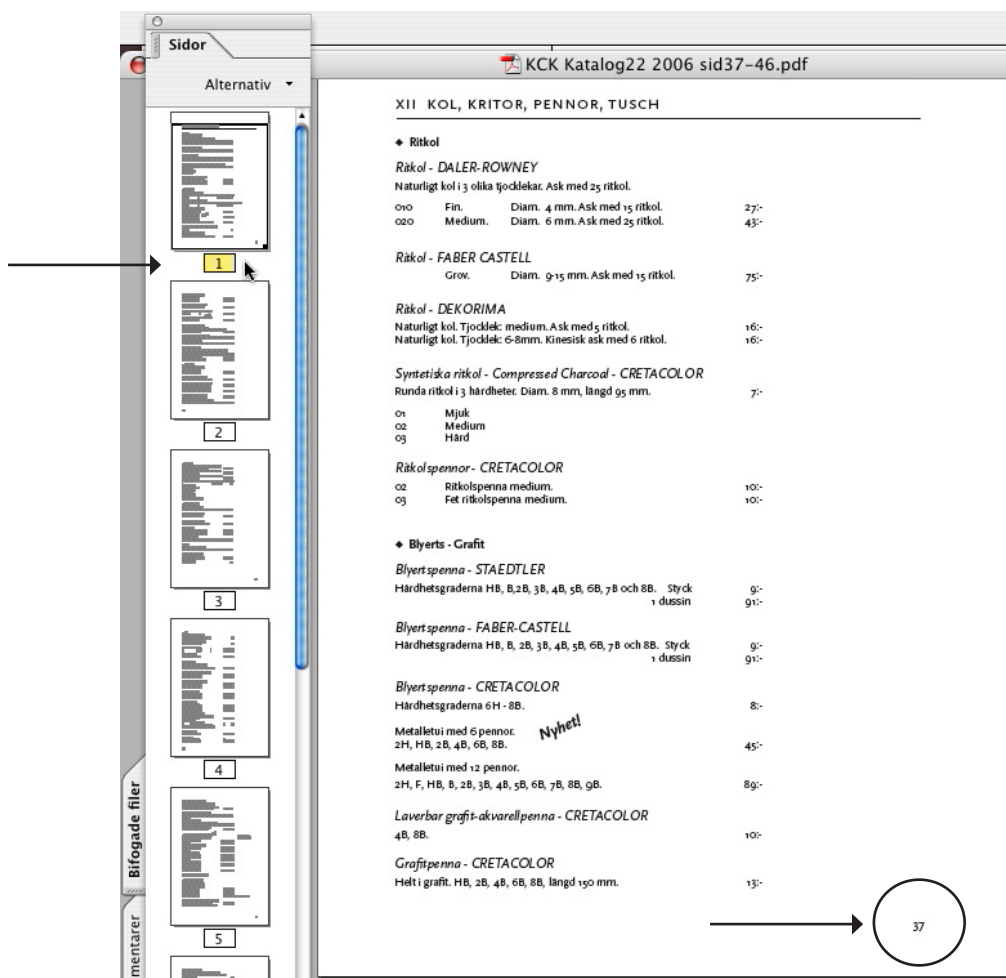 Sidor
Alternativ
1
2
3
4
5
Bifogade filer
mentarer
KCK Katalog22 2006 sid37-46.pdf
XII KOL, KRITOR, PENNOR, TUSCH
◆ Ritkol
Ritkol - DALER-ROWNEY
Naturligt kol i 3 olika tjocklekar. Ask med 25 ritkol.
010 Fin. Diam. 4 mm. Ask med 15 ritkol. 27:-
020 Medium. Diam. 6 mm. Ask med 25 ritkol. 43:-
Ritkol - FABER CASTELL
Grov. Diam. 9-15 mm. Ask med 15 ritkol. 75:-
Ritkol - DEKORIMA
Naturligt kol. Tjocklek: medium. Ask med 5 ritkol. 16:-
Naturligt kol. Tjocklek: 6-8mm. Kinesisk ask med 6 ritkol. 16:-
Syntetiska ritkol - Compressed Charcoal - CRETACOLOR
Runda ritkol i 3 hårdheter. Diam. 8 mm, längd 95 mm. 7:-
01 Mjuk
02 Medium
03 Hård
Ritkolspennor - CRETACOLOR
02 Ritkolspenna medium. 10:-
03 Fet ritkolspenna medium. 10:-
◆ Blyerts - Grafit
Blyertspenna - STAEDTLER
Hårdhetsgraderna HB, B,2B, 3B, 4B, 5B, 6B, 7B och 8B. Styck 9:-
1 dussin 91:-
Blyertspenna - FABER-CASTELL
Hårdhetsgraderna HB, B, 2B, 3B, 4B, 5B, 6B, 7B och 8B. Styck 9:-
1 dussin 91:-
Blyertspenna - CRETACOLOR
Hårdhetsgraderna 6H - 8B. 8:-
Nyhet!
Metalletui med 6 pennor.
2H, HB, 2B, 4B, 6B, 8B. 45:-
Metalletui med 12 pennor.
2H, F, HB, B, 2B, 3B, 4B, 5B, 6B, 7B, 8B, 9B. 89:-
Laverbar grafit-akvarellpenna - CRETACOLOR
4B, 8B. 10:-
Grafitpenna - CRETACOLOR
Helt i grafit. HB, 2B, 4B, 6B, 8B, längd 150 mm. 13:-
37